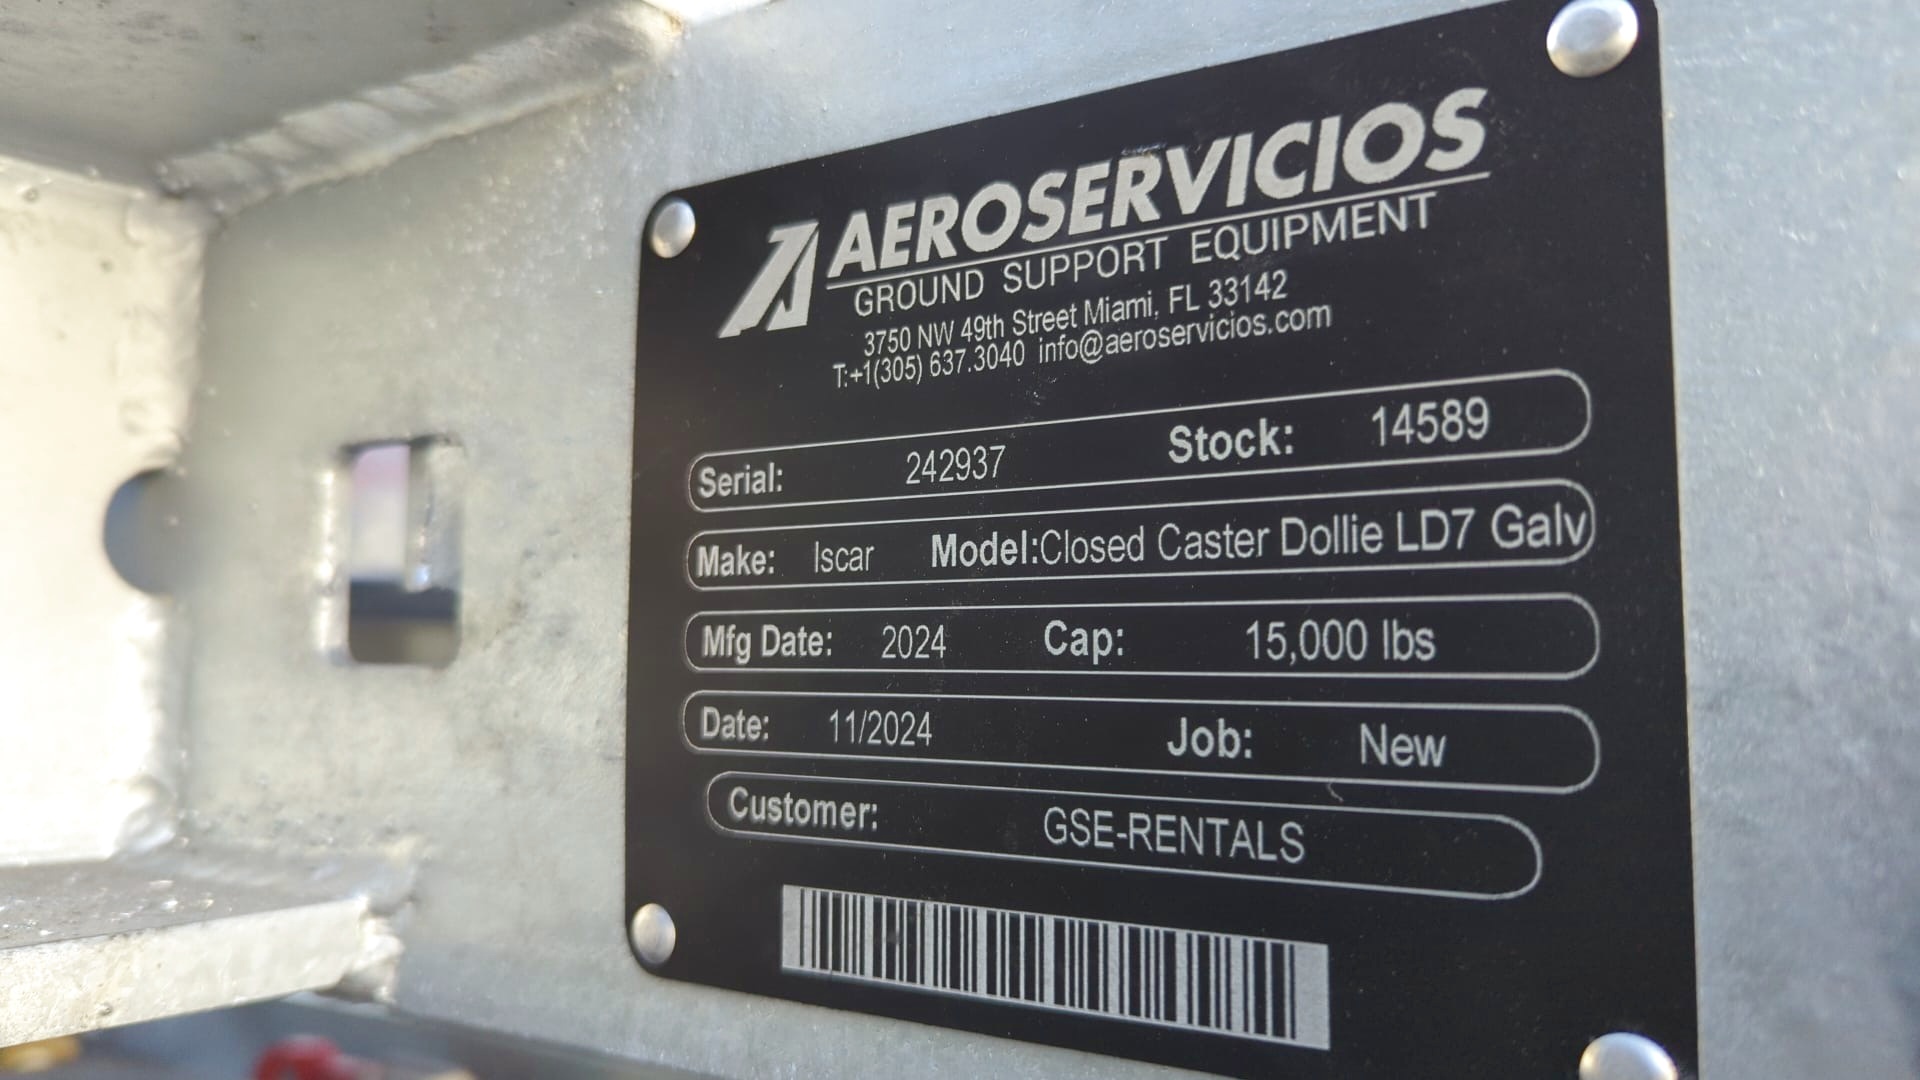 AEROSERVICIOS
GROUND SUPPORT EQUIPMENT
3750 NW 49th Street Miami, FL 33142
T:+1(305) 637.3040 info@aeroservicios.com
Serial: 242937 Stock: 14589
Make: Iscar Model:Closed Caster Dollie LD7 Galv
Mfg Date: 2024 Cap: 15,000 lbs
Date: 11/2024 Job: New
Customer: GSE-RENTALS